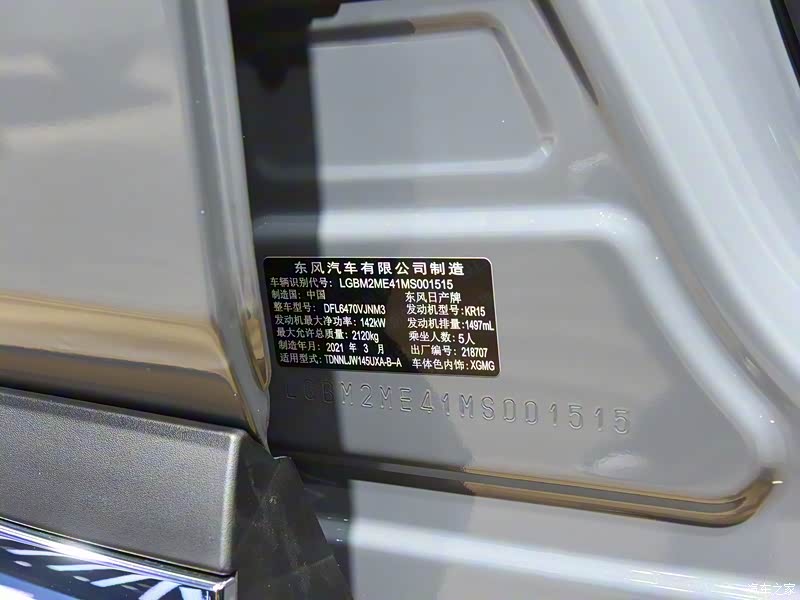 东风汽车有限公司制造
车辆识别代号: LGBM2ME41MS001515
制造国: 中国 东风日产牌
整车型号: DFL6470VJNM3 发动机型号: KR15
发动机最大净功率: 142kW 发动机排量: 1497mL
最大允许总质量: 2120kg 乘坐人数: 5人
制造年月: 2021 年 3 月 出厂编号: 218707
适用型式: TDNNLJW145UXA-B-A 车体色内饰: XGMG
LGBM2ME41MS001515
汽车之家